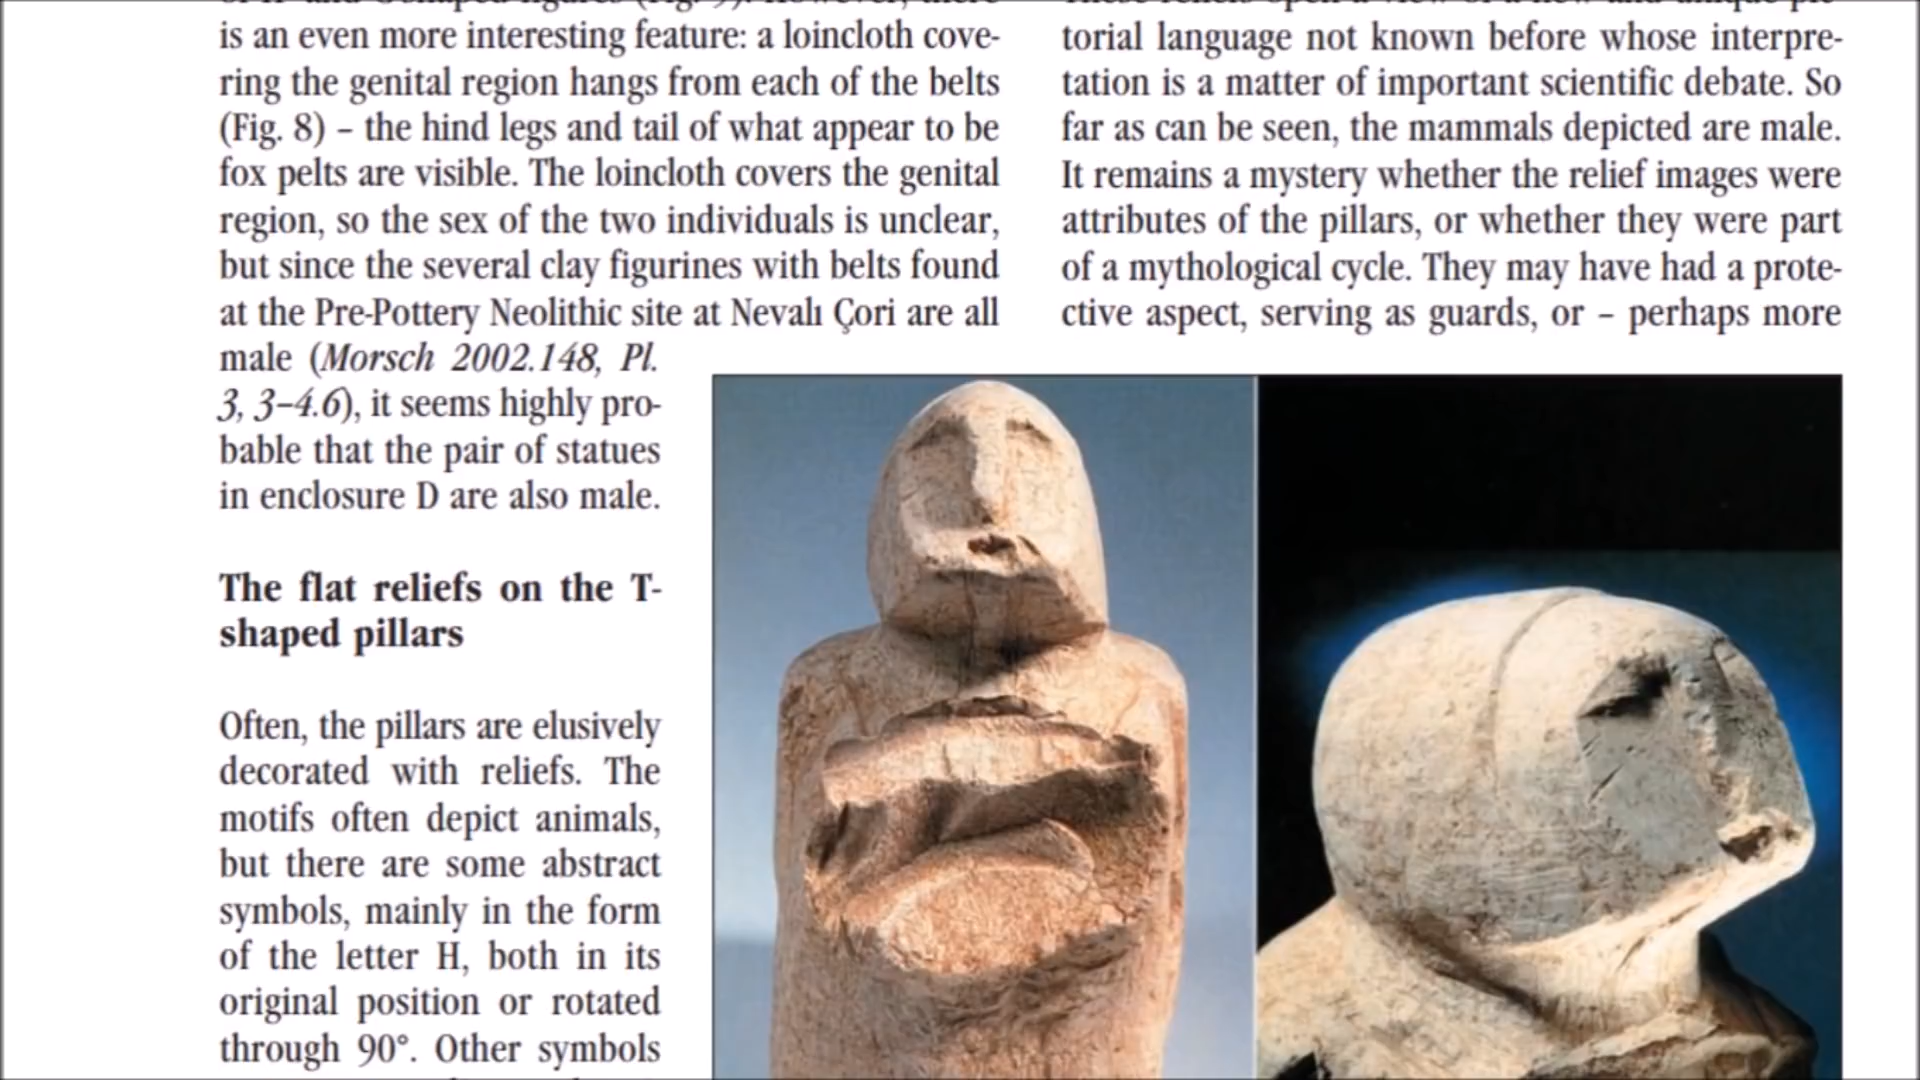 is an even more interesting feature: a loincloth cove-
ring the genital region hangs from each of the belts
(Fig. 8) – the hind legs and tail of what appear to be
fox pelts are visible. The loincloth covers the genital
region, so the sex of the two individuals is unclear,
but since the several clay figurines with belts found
at the Pre-Pottery Neolithic site at Nevalı Çori are all
male (Morsch 2002.148, Pl.
3, 3–4.6), it seems highly pro-
bable that the pair of statues
in enclosure D are also male.
The flat reliefs on the T-
shaped pillars
Often, the pillars are elusively
decorated with reliefs. The
motifs often depict animals,
but there are some abstract
symbols, mainly in the form
of the letter H, both in its
original position or rotated
through 90°. Other symbols
torial language not known before whose interpre-
tation is a matter of important scientific debate. So
far as can be seen, the mammals depicted are male.
It remains a mystery whether the relief images were
attributes of the pillars, or whether they were part
of a mythological cycle. They may have had a prote-
ctive aspect, serving as guards, or – perhaps more